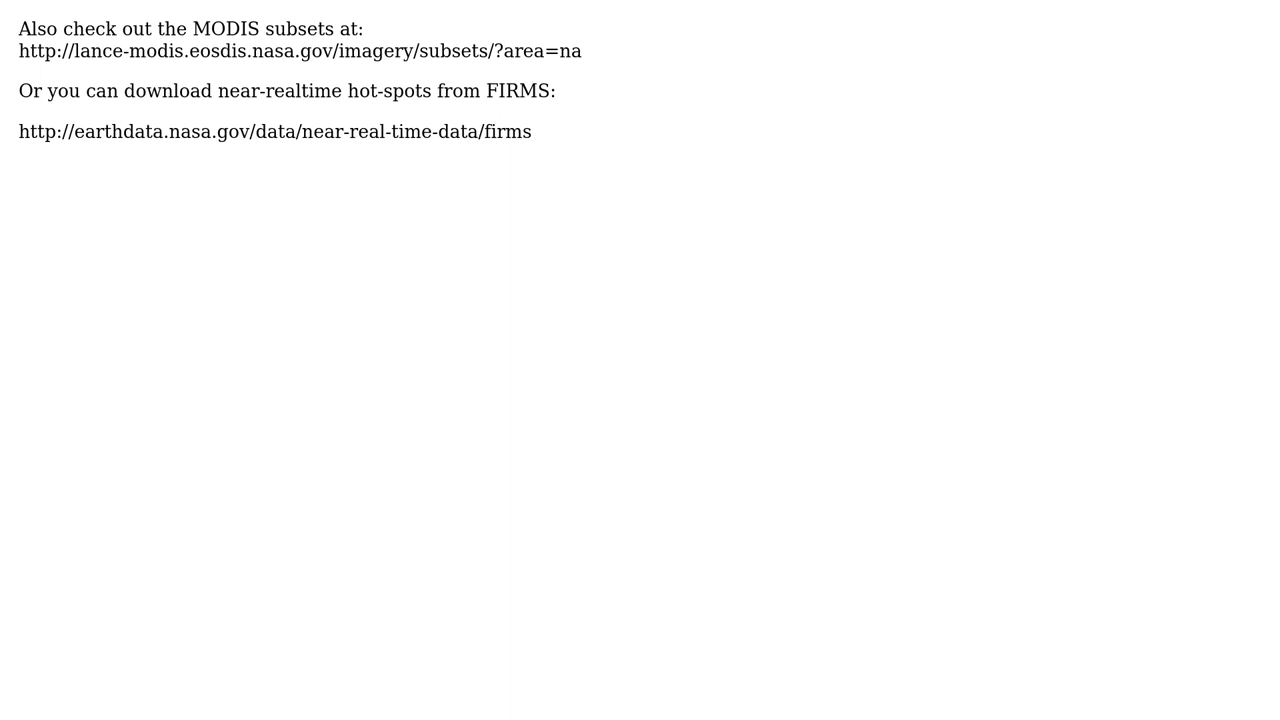 Also check out the MODIS subsets at:
http://lance-modis.eosdis.nasa.gov/imagery/subsets/?area=na
Or you can download near-realtime hot-spots from FIRMS:
http://earthdata.nasa.gov/data/near-real-time-data/firms